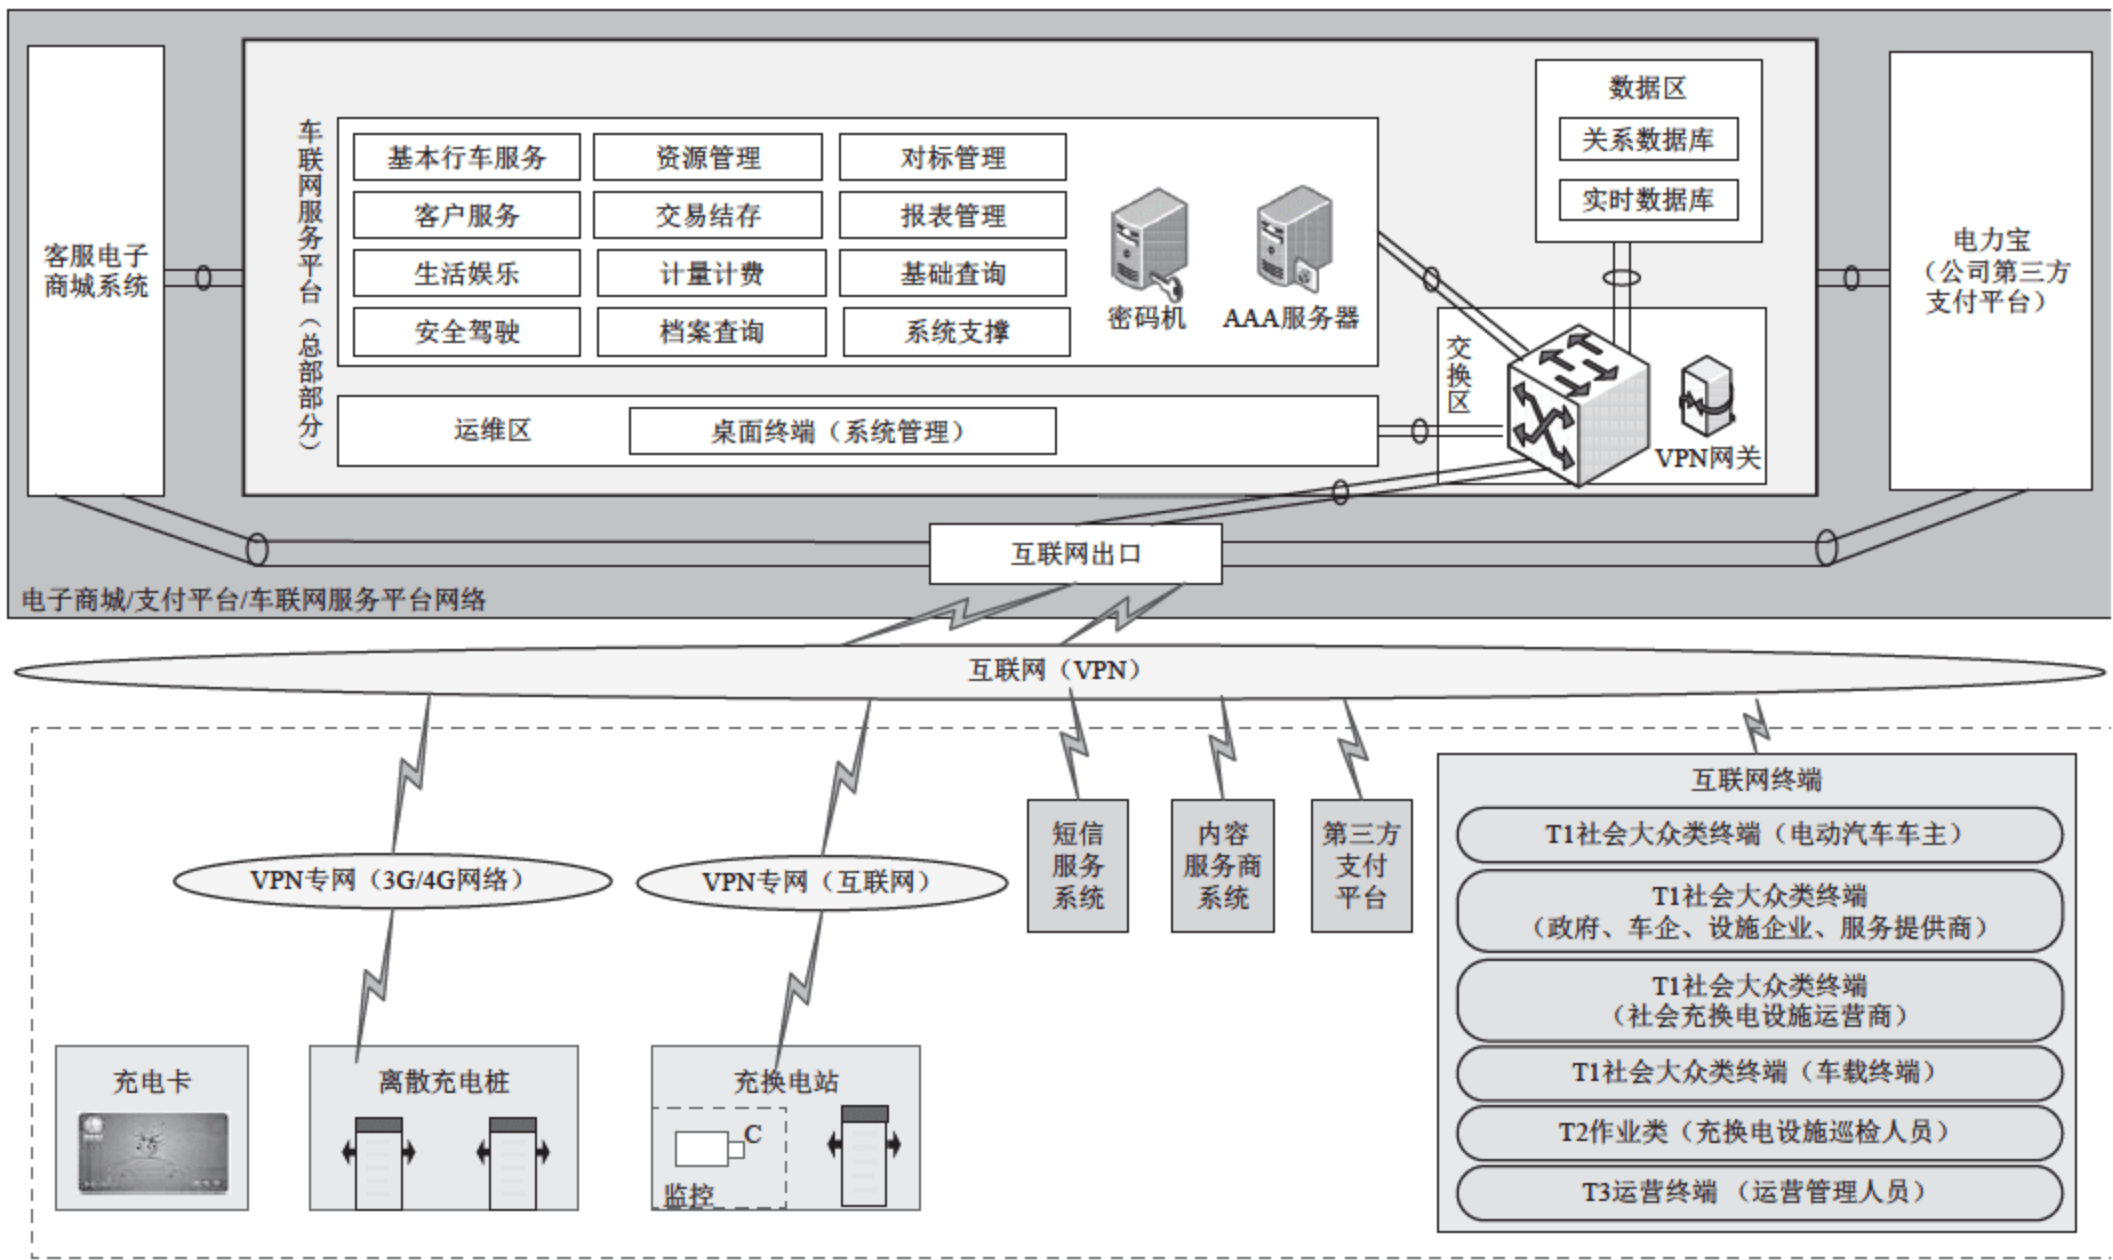 客服电子
商城系统
车联网服务平台（总部部分）
基本行车服务
资源管理
对标管理
客户服务
交易结存
报表管理
生活娱乐
计量计费
基础查询
安全驾驶
档案查询
系统支撑
密码机
AAA服务器
运维区
桌面终端（系统管理）
数据区
关系数据库
实时数据库
交换区
VPN网关
电力宝
（公司第三方
支付平台）
互联网出口
电子商城/支付平台/车联网服务平台网络
互联网（VPN）
VPN专网（3G/4G网络）
VPN专网（互联网）
短信
服务
系统
内容
服务商
系统
第三方
支付
平台
充电卡
离散充电桩
充换电站
C
监控
互联网终端
T1社会大众类终端（电动汽车车主）
T1社会大众类终端
（政府、车企、设施企业、服务提供商）
T1社会大众类终端
（社会充换电设施运营商）
T1社会大众类终端（车载终端）
T2作业类（充换电设施巡检人员）
T3运营终端 （运营管理人员）